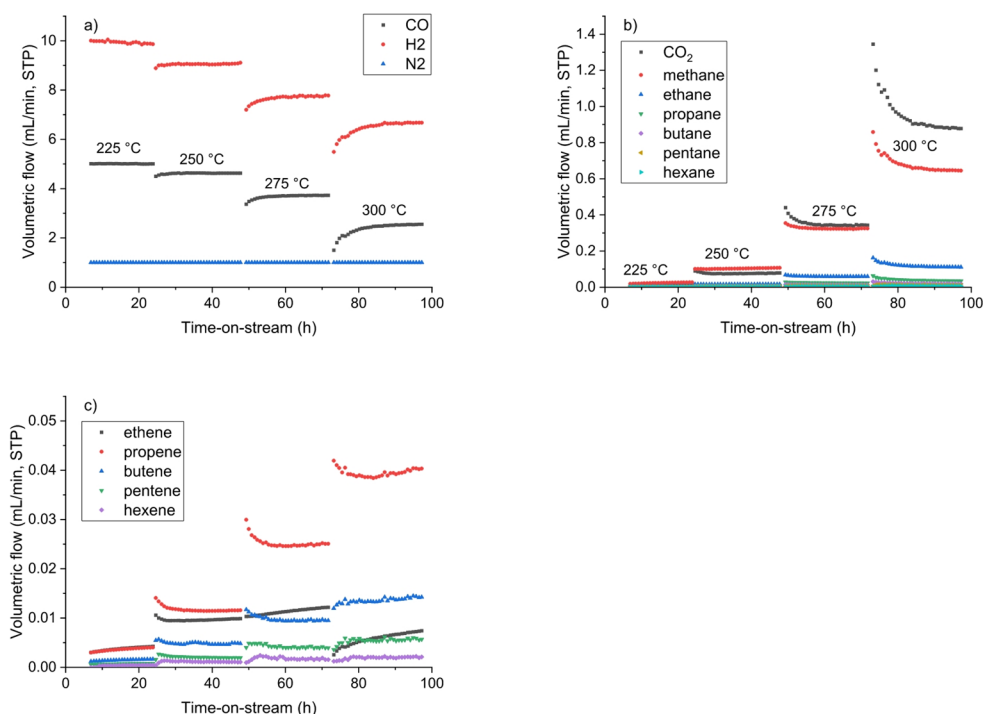 a)
CO
H2
N2
Volumetric flow (mL/min, STP)
10
8
6
4
2
0
225 °C
250 °C
275 °C
300 °C
0 20 40 60 80 100
Time-on-stream (h)
b)
CO₂
methane
ethane
propane
butane
pentane
hexane
Volumetric flow (mL/min, STP)
1.4
1.2
1.0
0.8
0.6
0.4
0.2
0.0
225 °C
250 °C
275 °C
300 °C
0 20 40 60 80 100
Time-on-stream (h)
c)
ethene
propene
butene
pentene
hexene
Volumetric flow (mL/min, STP)
0.05
0.04
0.03
0.02
0.01
0.00
0 20 40 60 80 100
Time-on-stream (h)